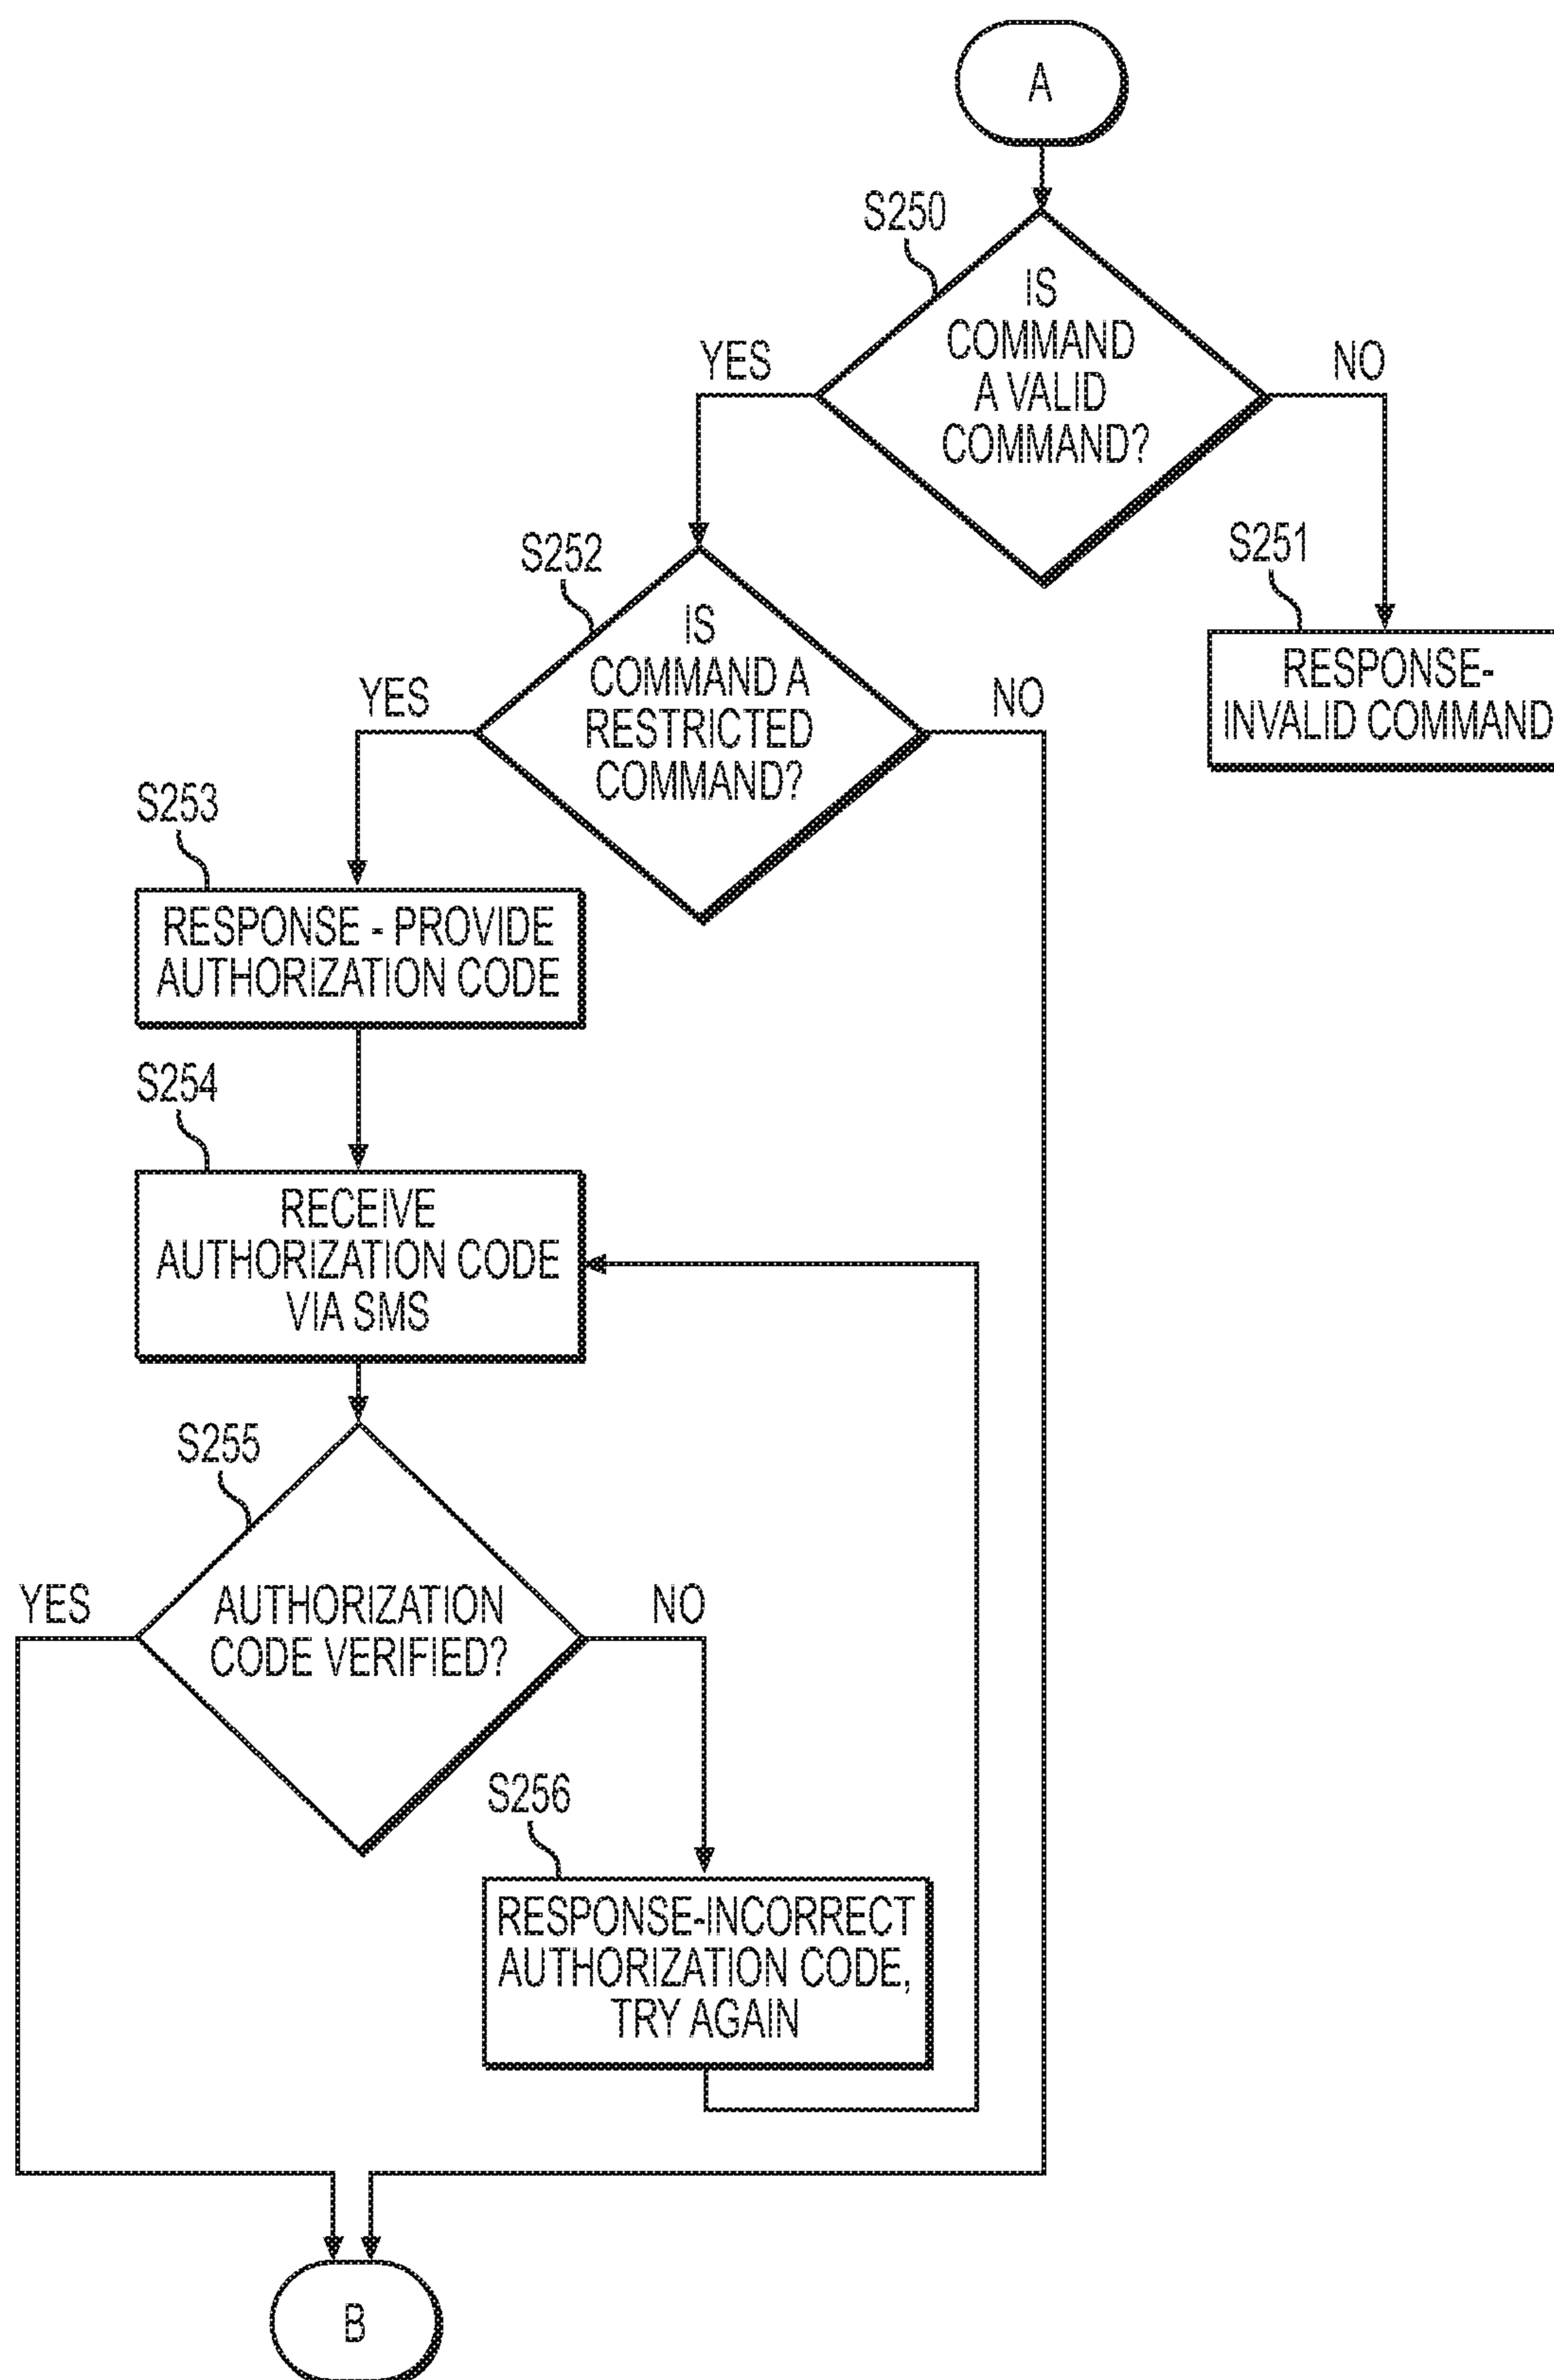 A
S250
IS
COMMAND
A VALID
COMMAND?
YES
NO
S251
RESPONSE-
INVALID COMMAND
S252
IS
COMMAND A
RESTRICTED
COMMAND?
YES
NO
S253
RESPONSE - PROVIDE
AUTHORIZATION CODE
S254
RECEIVE
AUTHORIZATION CODE
VIA SMS
S255
AUTHORIZATION
CODE VERIFIED?
YES
NO
S256
RESPONSE-INCORRECT
AUTHORIZATION CODE,
TRY AGAIN
B